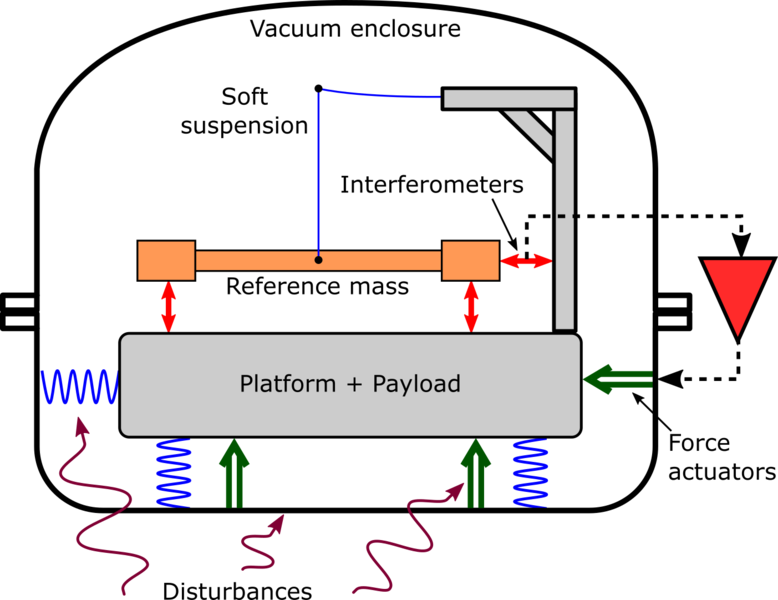 Vacuum enclosure
Soft
suspension
Interferometers
Reference mass
Platform + Payload
Force
actuators
Disturbances